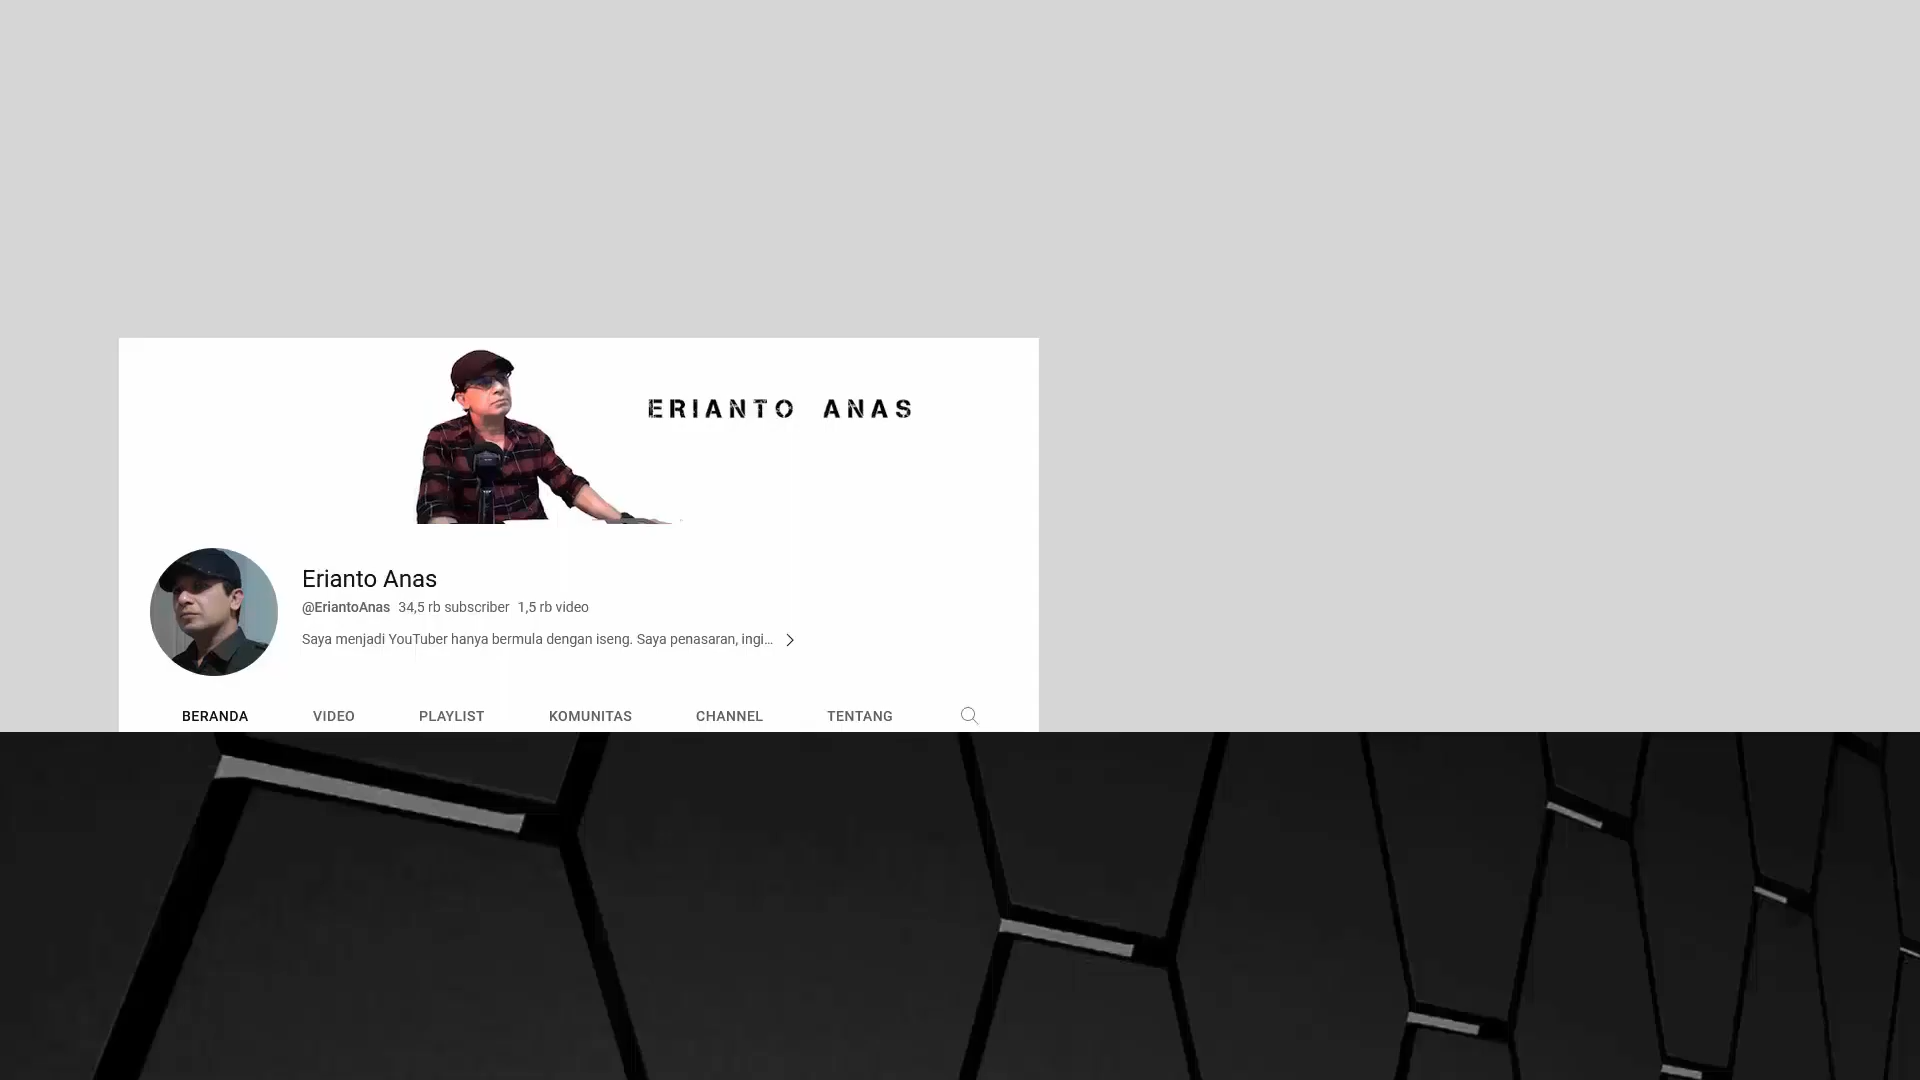 ERIANTO ANAS
Erianto Anas
@EriantoAnas 34,5 rb subscriber 1,5 rb video
Saya menjadi YouTuber hanya bermula dengan iseng. Saya penasaran, ingi...
BERANDA VIDEO PLAYLIST KOMUNITAS CHANNEL TENTANG